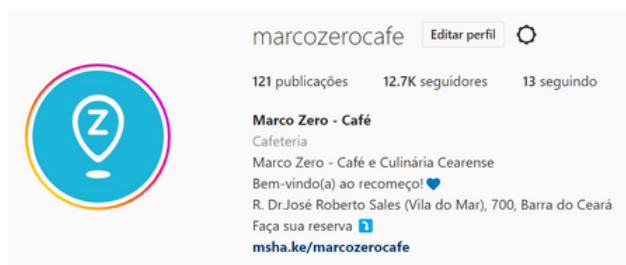 marcozerocafe Editar perfil
121 publicações 12.7K seguidores 13 seguindo
Z
Marco Zero - Café
Cafeteria
Marco Zero - Café e Culinária Cearense
Bem-vindo(a) ao recomeço!💙
R. Dr.José Roberto Sales (Vila do Mar), 700, Barra do Ceará
Faça sua reserva ⤵️
msha.ke/marcozerocafe